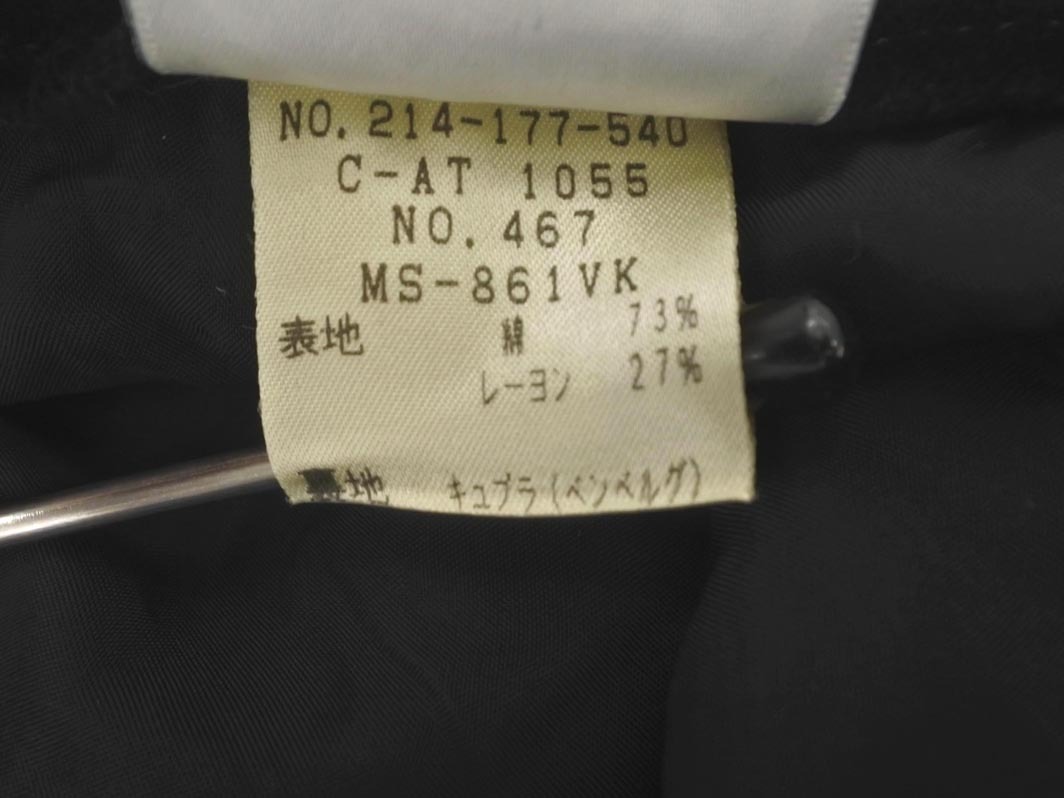 NO. 214-177-540
C-AT 1055
NO. 467
MS-861VK
表地 綿 73%
レーヨン 27%
裏地 キュプラ(ベンベルグ)